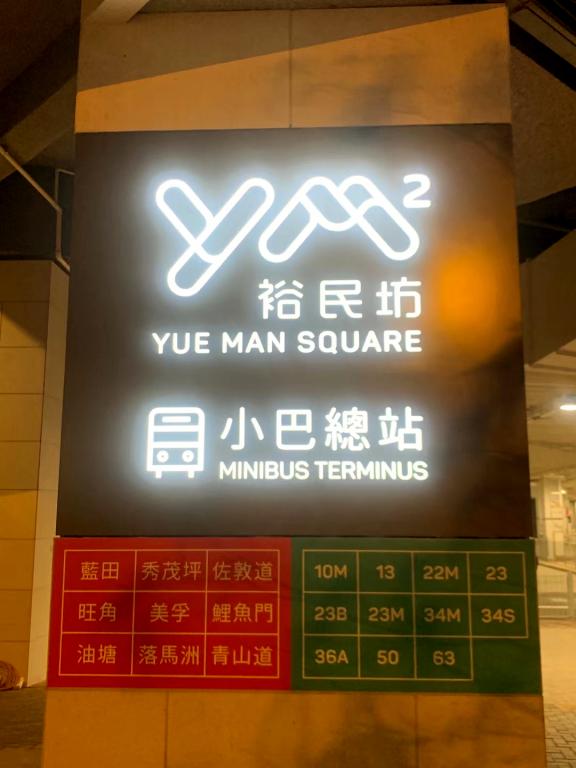 YM²
裕民坊
YUE MAN SQUARE
小巴總站
MINIBUS TERMINUS
藍田 秀茂坪 佐敦道
旺角 美孚 鯉魚門
油塘 落馬洲 青山道
10M 13 22M 23
23B 23M 34M 34S
36A 50 63